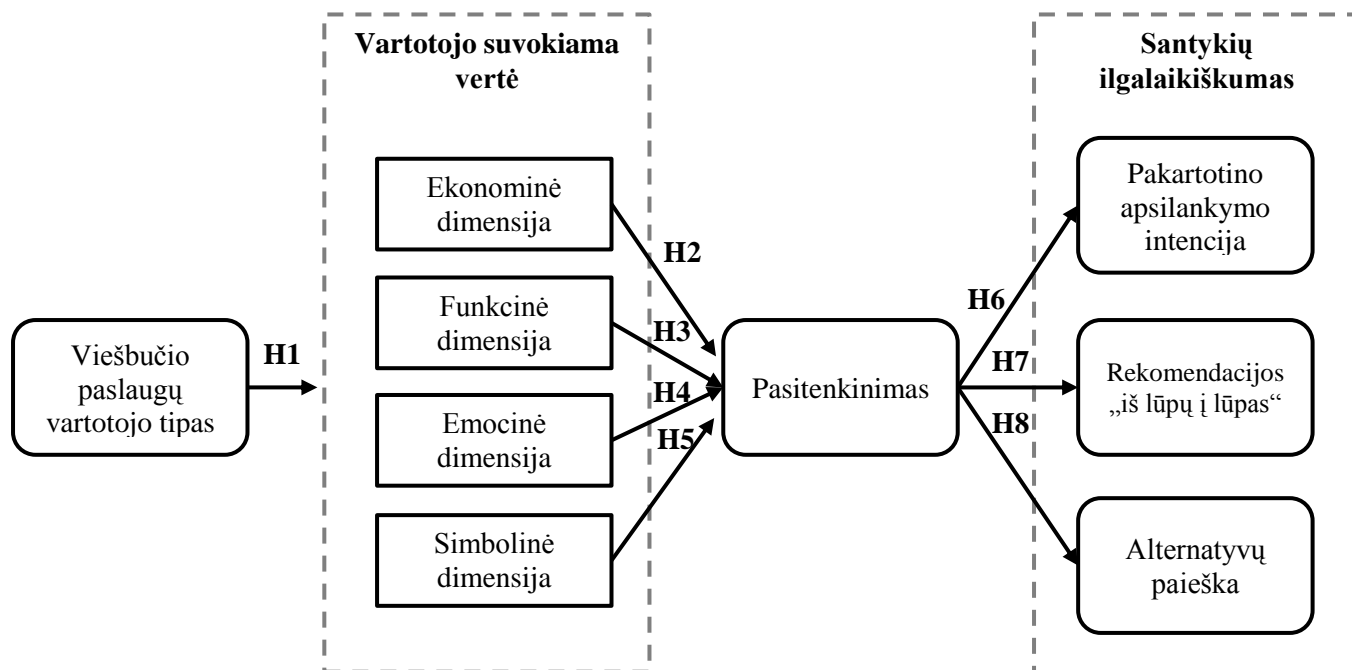 Vartotojo suvokiama
vertė
Santykių
ilgalaikiškumas
Viešbučio
paslaugų
vartotojo tipas
H1
Ekonominė
dimensija
Funkcinė
dimensija
Emocinė
dimensija
Simbolinė
dimensija
H2
H3
H4
H5
Pasitenkinimas
H6
H7
H8
Pakartotino
apsilankymo
intencija
Rekomendacijos
„iš lūpų į lūpas“
Alternatyvų
paieška